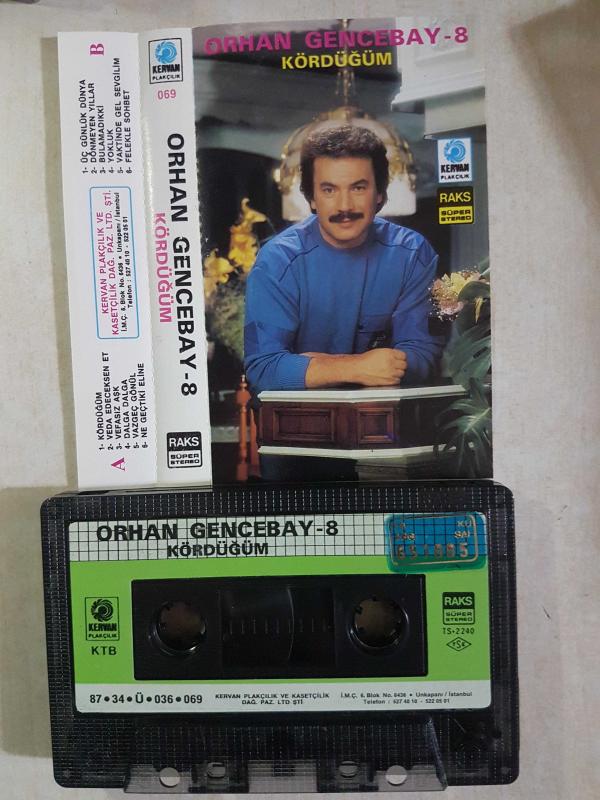 B
1- ÜÇ GÜNLÜK DÜNYA
2- DÖNMEYEN YILLAR
3- BULAMADIKKİ
4- YOKLUK
5- VAKTİNDE GEL SEVGİLİM
6- FELEKLE SOHBET
KERVAN PLAKÇILIK VE
KASETÇİLİK DAĞ. PAZ. LTD. ŞTİ.
İ.M.Ç. 6. Blok No. 6436 • Unkapanı / İstanbul
Telefon : 527 40 10 - 522 05 01
A
1- KÖRDÜĞÜM
2- VEDA EDECEKSEN ET
3- VEFASIZ AŞK
4- DALGA DALGA
5- VAZGEÇ GÖNÜL
6- NE GEÇTİKİ ELİNE
KERVAN
PLAKÇILIK
069
ORHAN GENCEBAY-8
KÖRDÜĞÜM
RAKS
SÜPER
STEREO
ORHAN GENCEBAY-8
KÖRDÜĞÜM
KERVAN
PLAKÇILIK
RAKS
SÜPER
STEREO
ORHAN GENCEBAY-8
KÖRDÜĞÜM
KERVAN
PLAKÇILIK
KTB
RAKS
SÜPER
STEREO
TS•2240
87•34•Ü•036•069
KERVAN PLAKÇILIK VE KASETÇİLİK
DAĞ. PAZ. LTD ŞTİ
İ.M.Ç. 6. Blok No. 6436 • Unkapanı / İstanbul
Telefon : 527 40 10 - 522 05 01